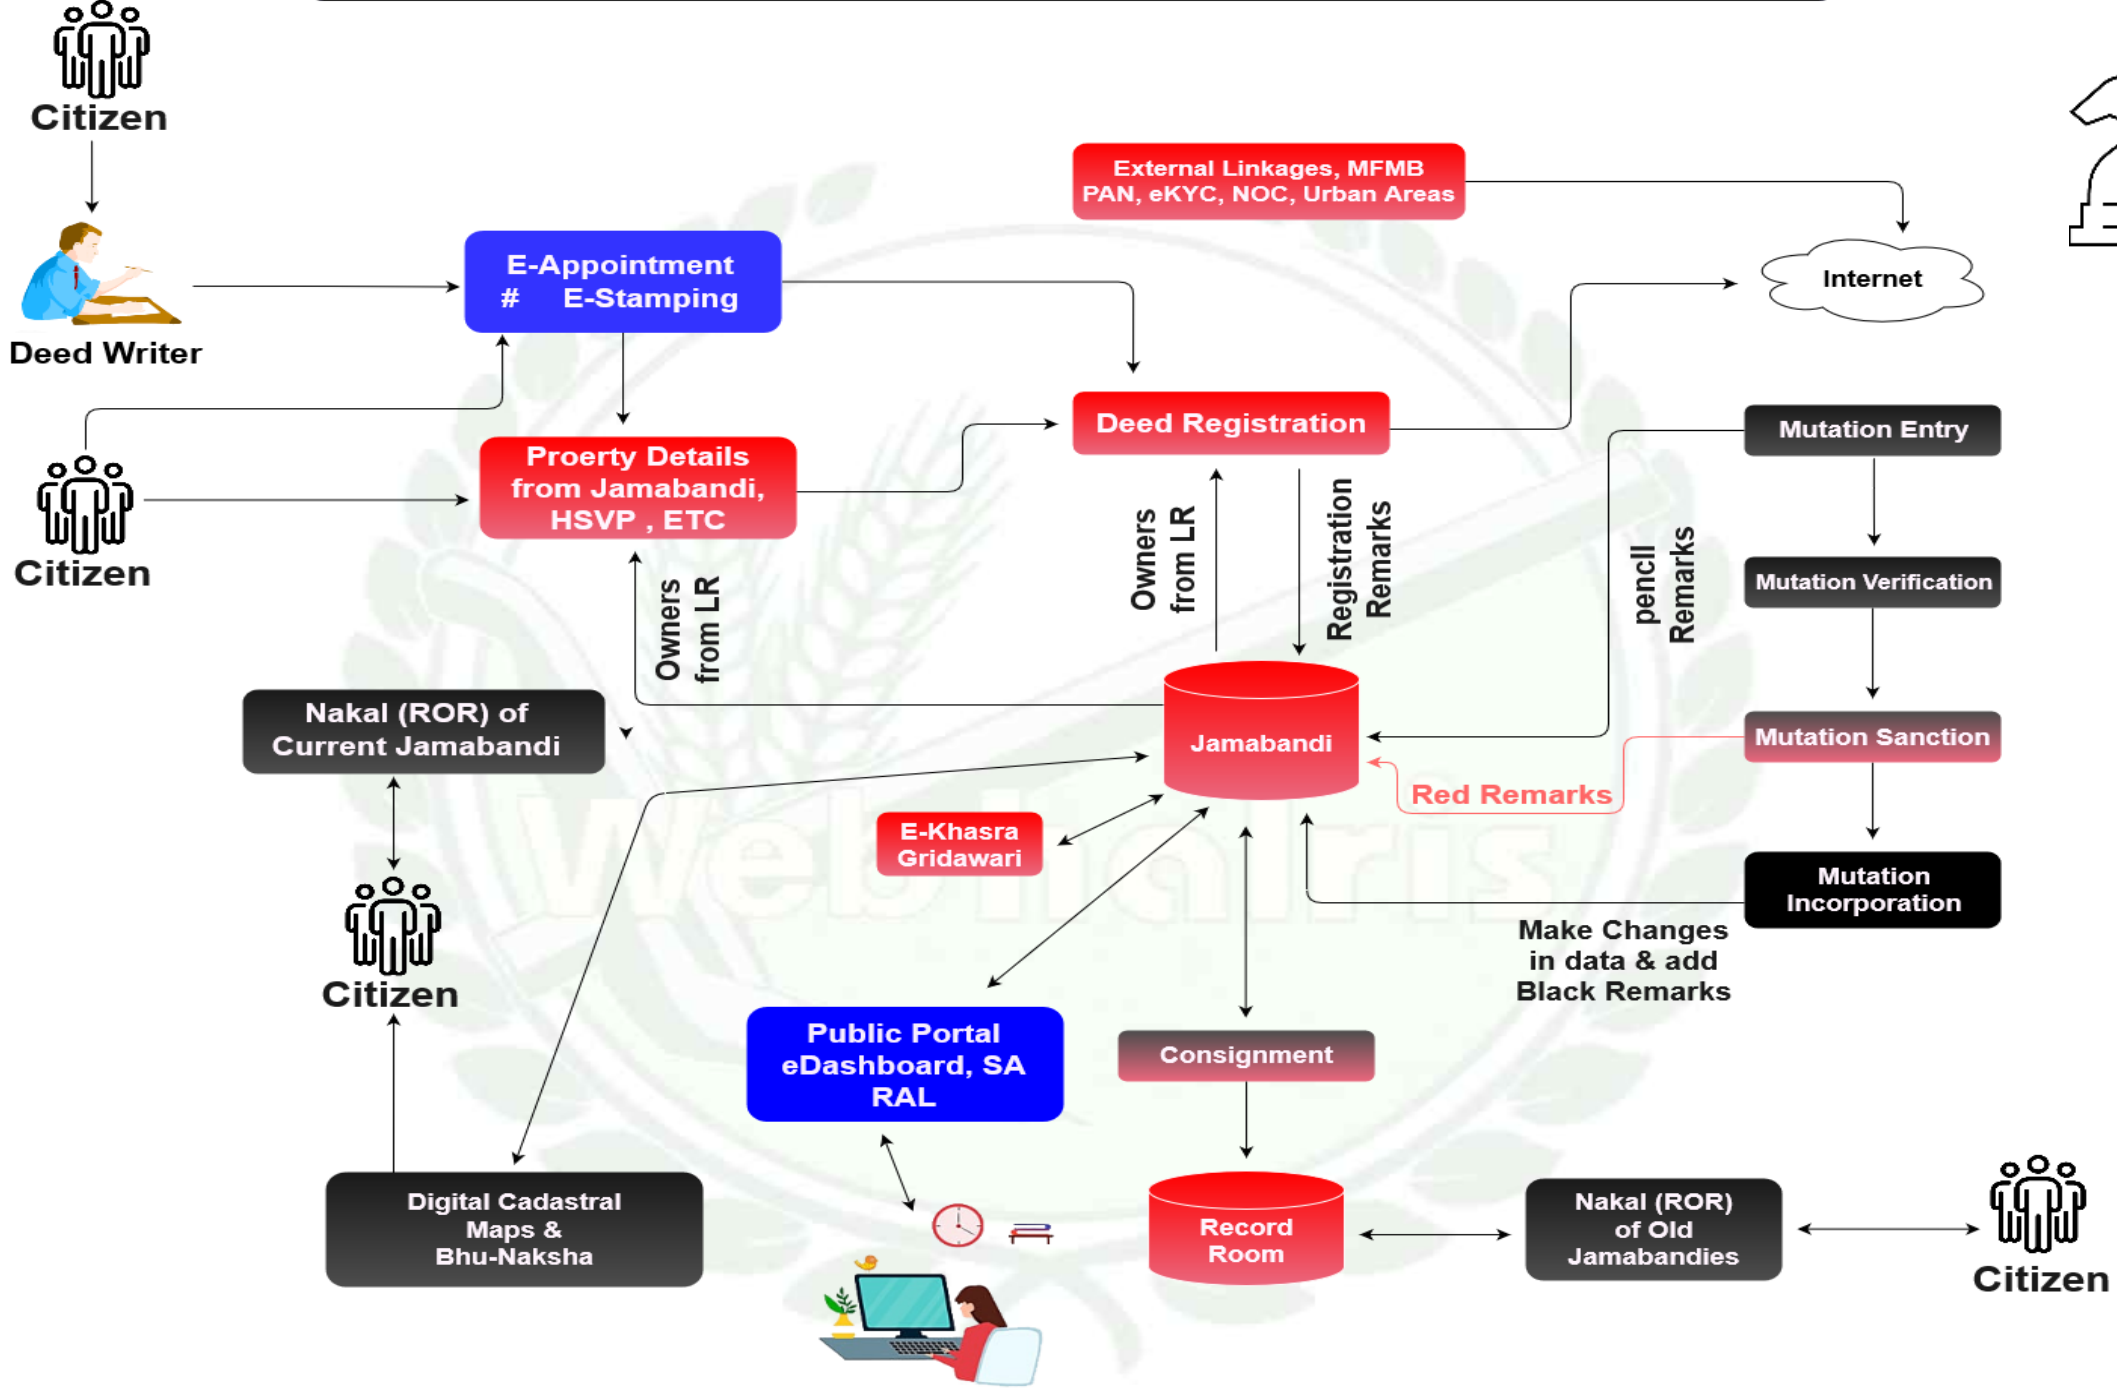 Citizen
External Linkages, MFMB
PAN, eKYC, NOC, Urban Areas
E-Appointment
# E-Stamping
Internet
Deed Writer
Deed Registration
Mutation Entry
Proerty Details
from Jamabandi,
HSVP , ETC
Citizen
Owners
from LR
Owners
from LR
Registration
Remarks
pencll
Remarks
Mutation Verification
Nakal (ROR) of
Current Jamabandi
Jamabandi
Mutation Sanction
Red Remarks
E-Khasra
Gridawari
Mutation
Incorporation
Make Changes
in data & add
Black Remarks
Citizen
Public Portal
eDashboard, SA
RAL
Consignment
Digital Cadastral
Maps &
Bhu-Naksha
Record
Room
Nakal (ROR)
of Old
Jamabandies
Citizen
WebHalris